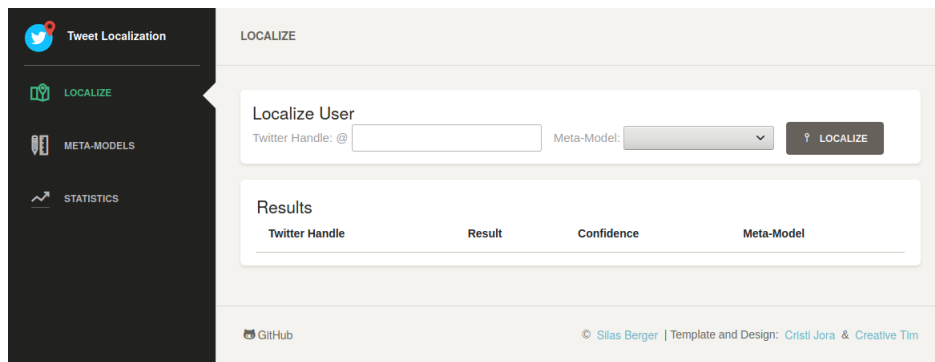 Tweet Localization
LOCALIZE
LOCALIZE
META-MODELS
STATISTICS
Localize User
Twitter Handle: @ Meta-Model: LOCALIZE
Results
Twitter Handle Result Confidence Meta-Model
GitHub © Silas Berger | Template and Design: Cristi Jora & Creative Tim